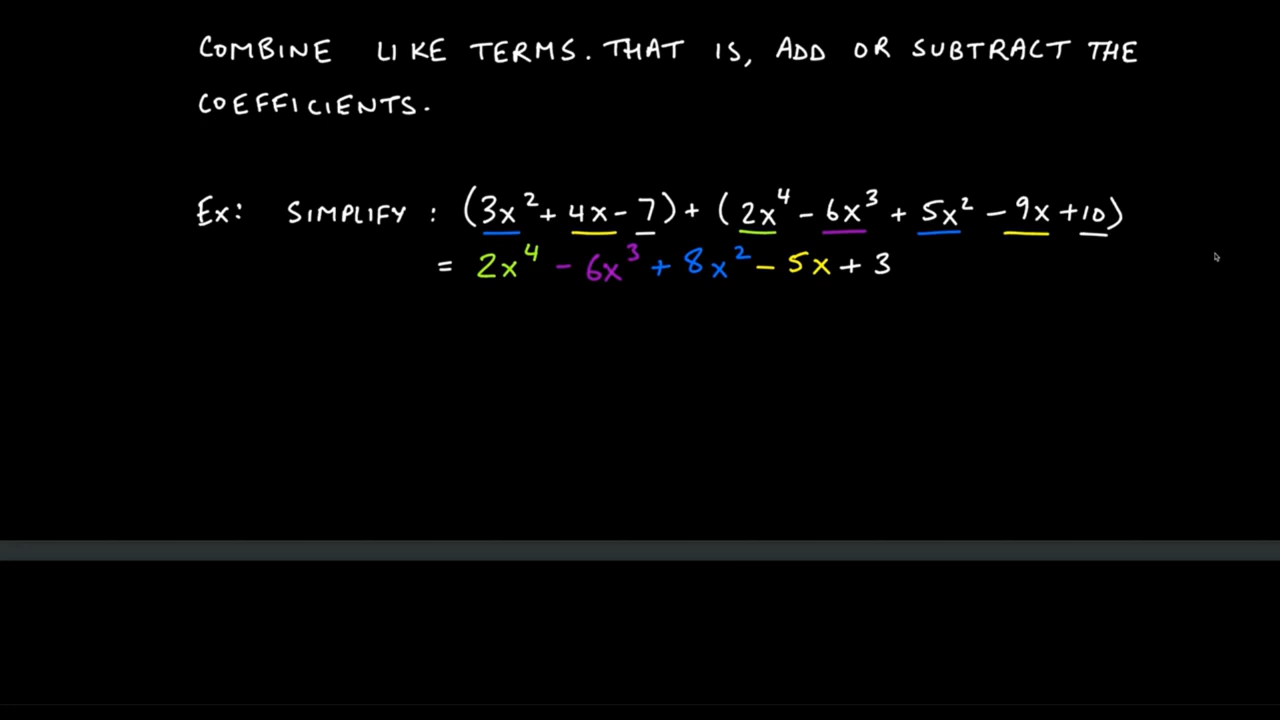 COMBINE LIKE TERMS. THAT IS, ADD OR SUBTRACT THE
COEFFICIENTS.
Ex: SIMPLIFY : (3x² + 4x - 7) + (2x⁴ - 6x³ + 5x² - 9x + 10)
= 2x⁴ - 6x³ + 8x² - 5x + 3